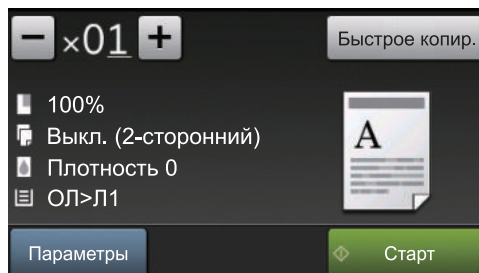 − ×01 +
Быстрое копир.
100%
Выкл. (2-сторонний)
Плотность 0
ОЛ>Л1
A
Параметры
Старт